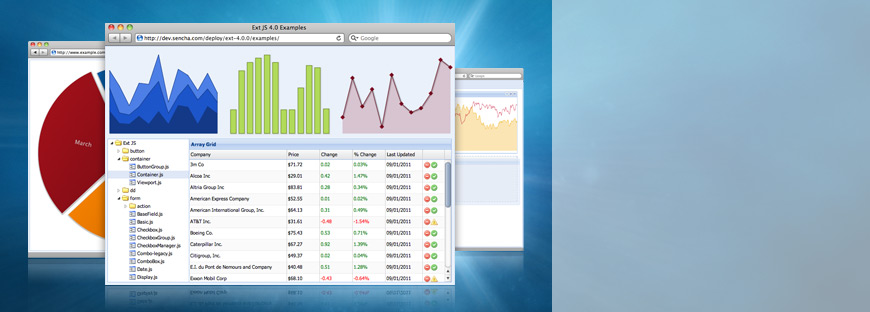 Ext JS 4.0 Examples
http://www.example.com
http://dev.sencha.com/deploy/ext-4.0.0/examples/
Google
March
Ext JS
button
container
ButtonGroup.js
Container.js
Viewport.js
dd
form
action
BaseField.js
Basic.js
Checkbox.js
CheckboxGroup.js
CheckboxManager.js
Combo-legacy.js
ComboBox.js
Date.js
Display.js
Array Grid
Company Price Change % Change Last Updated
3m Co $71.72 0.02 0.03% 09/01/2011
Alcoa Inc $29.01 0.42 1.47% 09/01/2011
Altria Group Inc $83.81 0.28 0.34% 09/01/2011
American Express Company $52.55 0.01 0.02% 09/01/2011
American International Group, Inc. $64.13 0.31 0.49% 09/01/2011
AT&T Inc. $31.61 -0.48 -1.54% 09/01/2011
Boeing Co. $75.43 0.53 0.71% 09/01/2011
Caterpillar Inc. $67.27 0.92 1.39% 09/01/2011
Citigroup, Inc. $49.37 0.02 0.04% 09/01/2011
E.I. du Pont de Nemours and Company $40.48 0.51 1.28% 09/01/2011
Exxon Mobil Corp $68.10 -0.43 -0.64% 09/01/2011